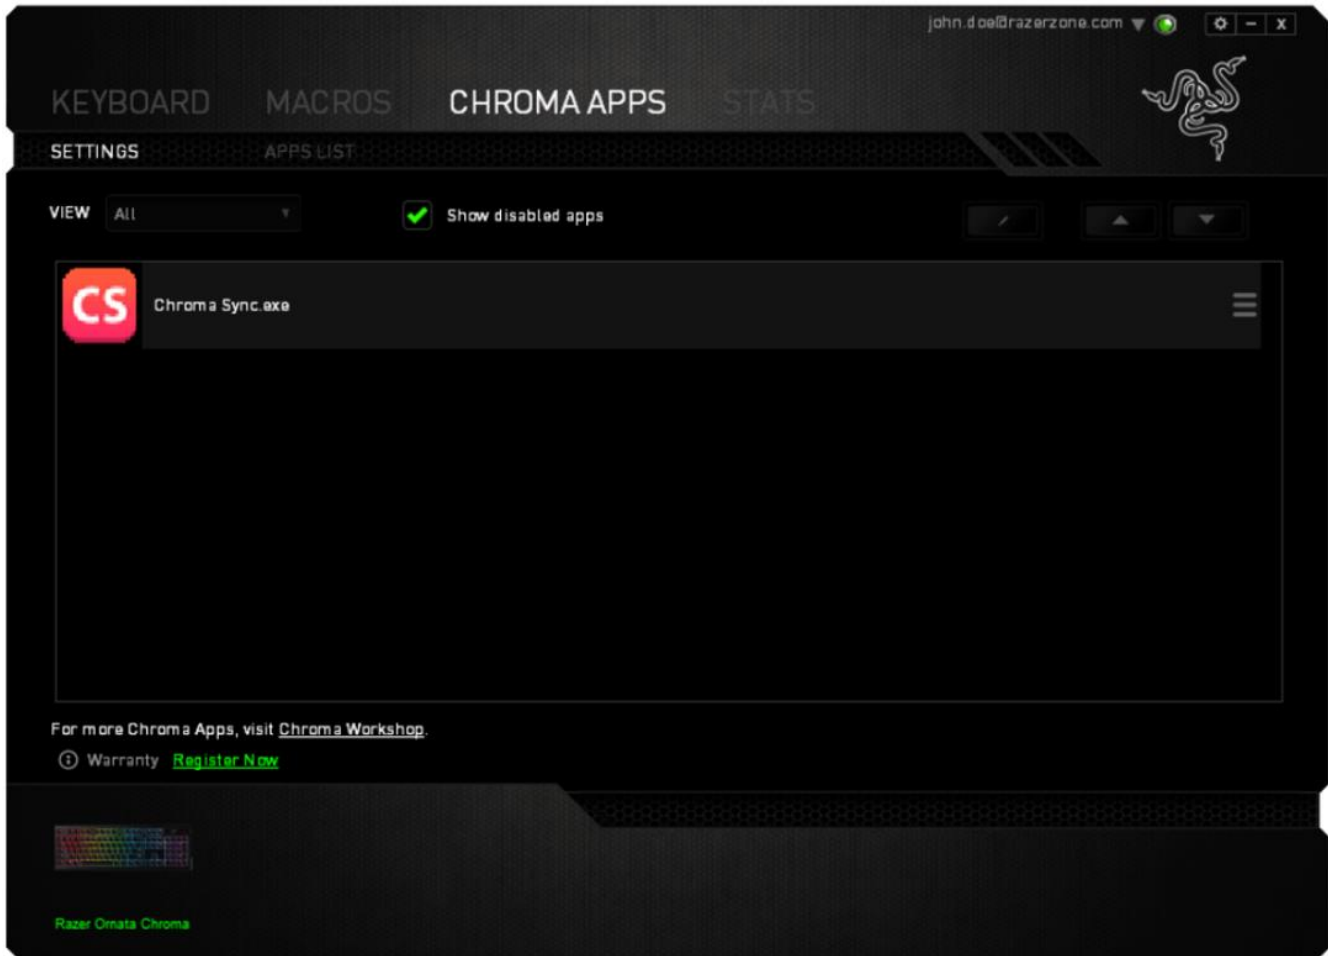 john.doe@razerzone.com
KEYBOARD MACROS CHROMA APPS STATS
SETTINGS APPS LIST
VIEW All Show disabled apps
CS Chroma Sync.exe
For more Chroma Apps, visit Chroma Workshop.
Warranty Register Now
Razer Ornata Chroma